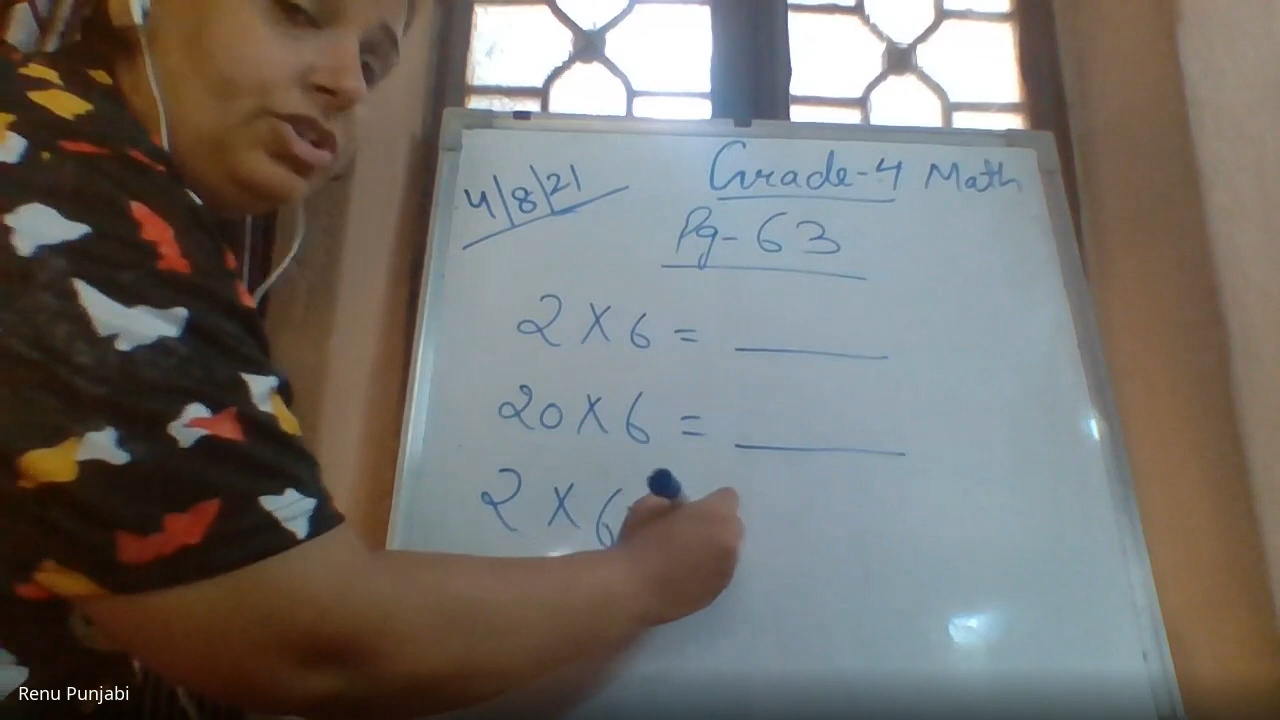 4/8/21
Grade-4 Math
Pg-63
2 X 6 = ____
20 X 6 = ____
2 X 6
Renu Punjabi